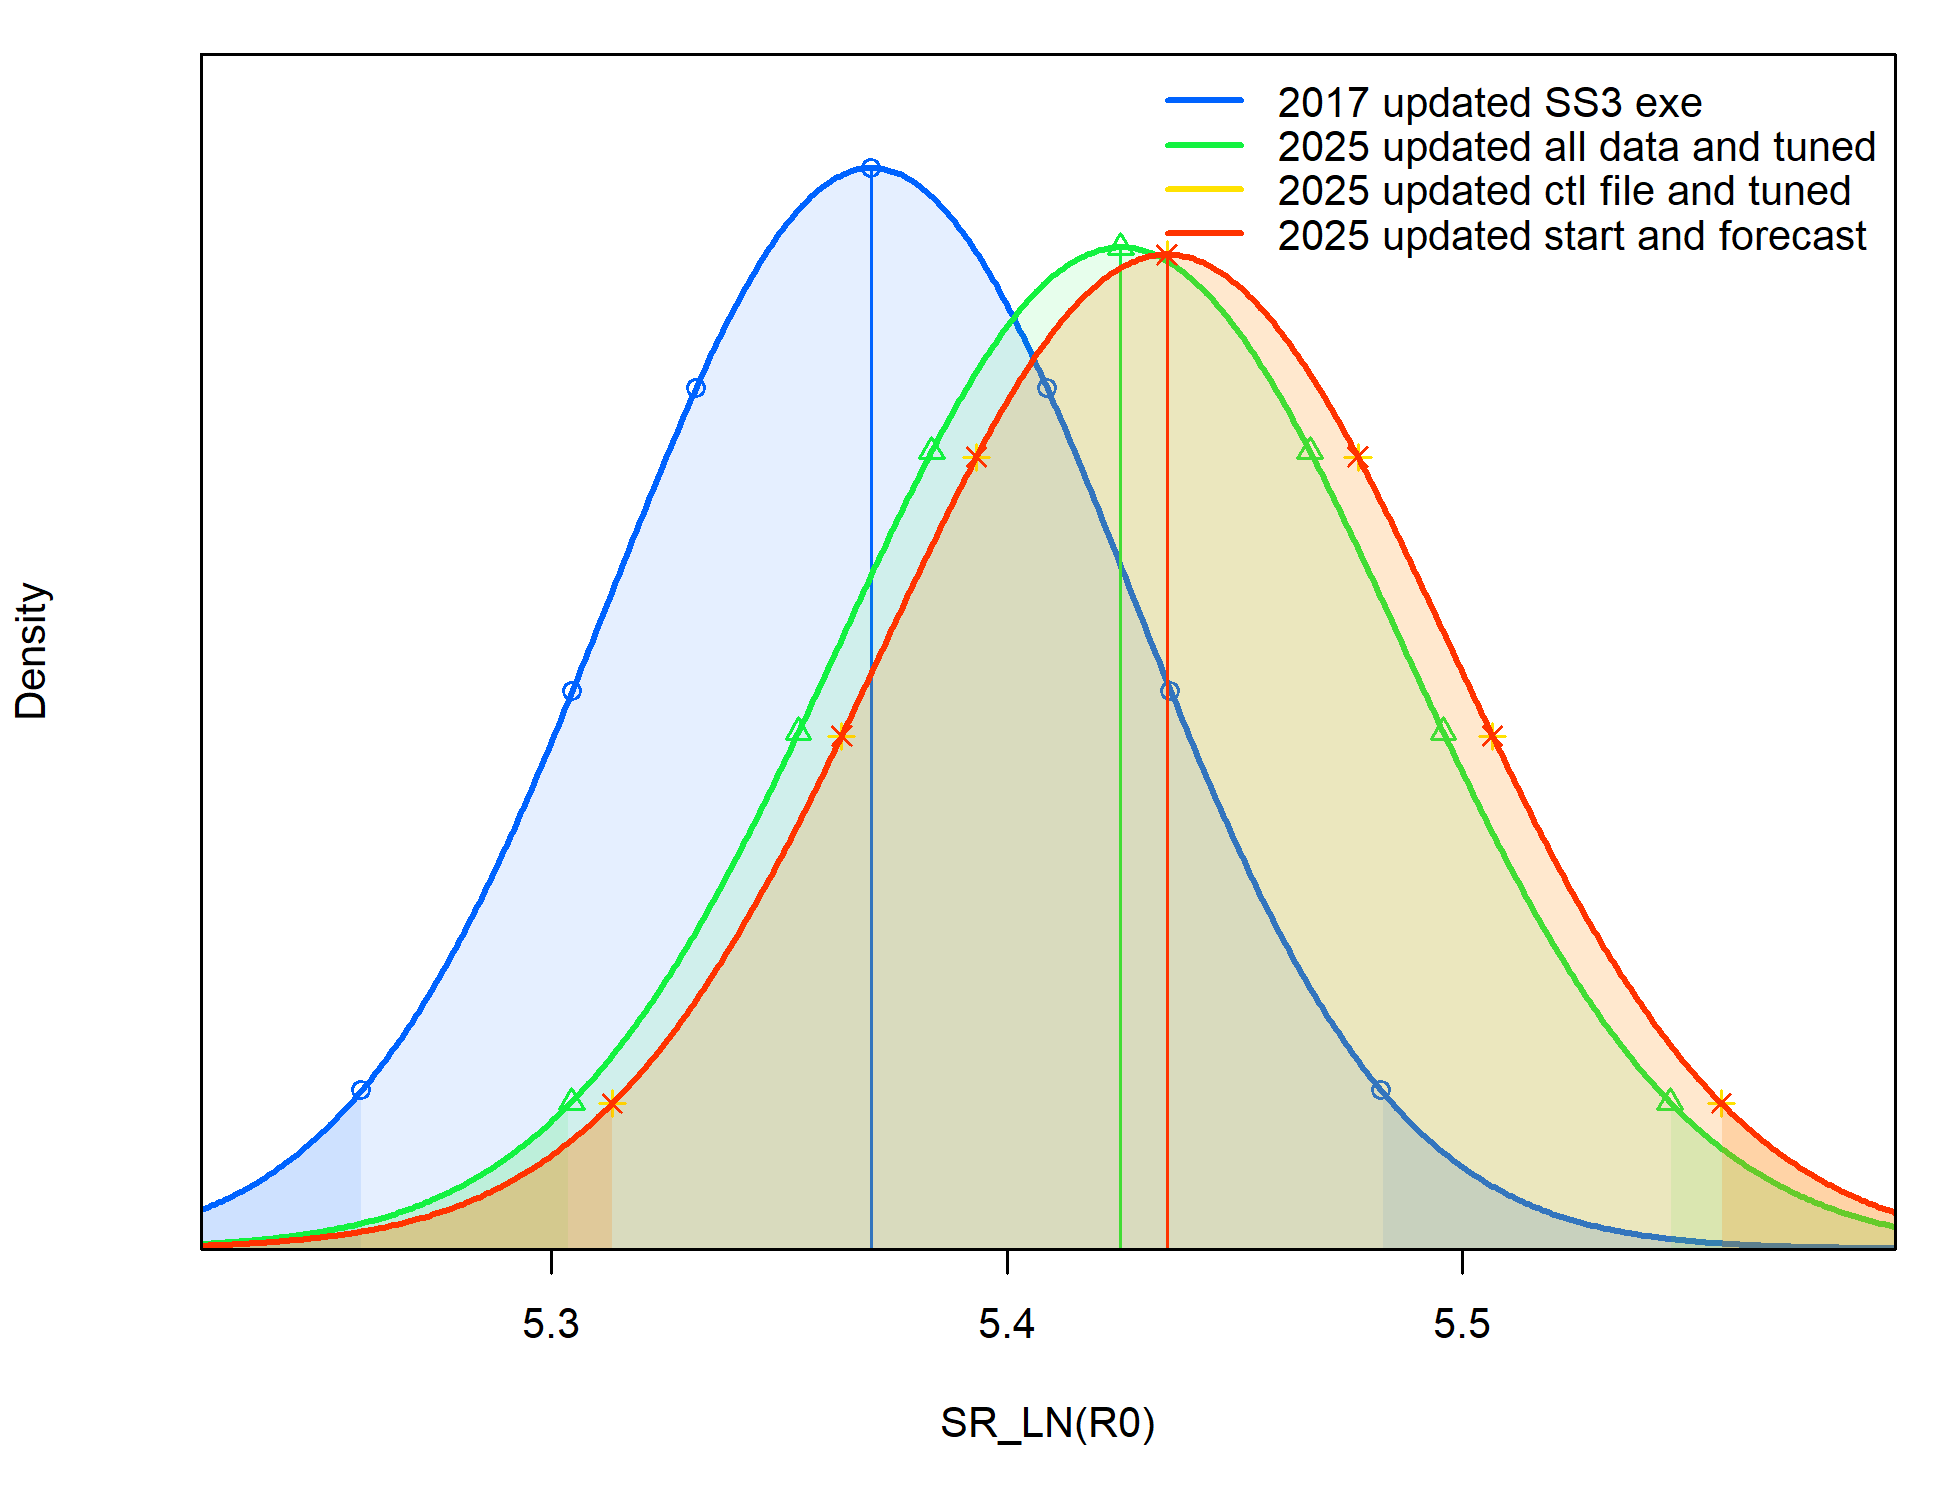 2017 updated SS3 exe
2025 updated all data and tuned
2025 updated ctl file and tuned
2025 updated start and forecast
Density
5.3
5.4
5.5
SR_LN(R0)